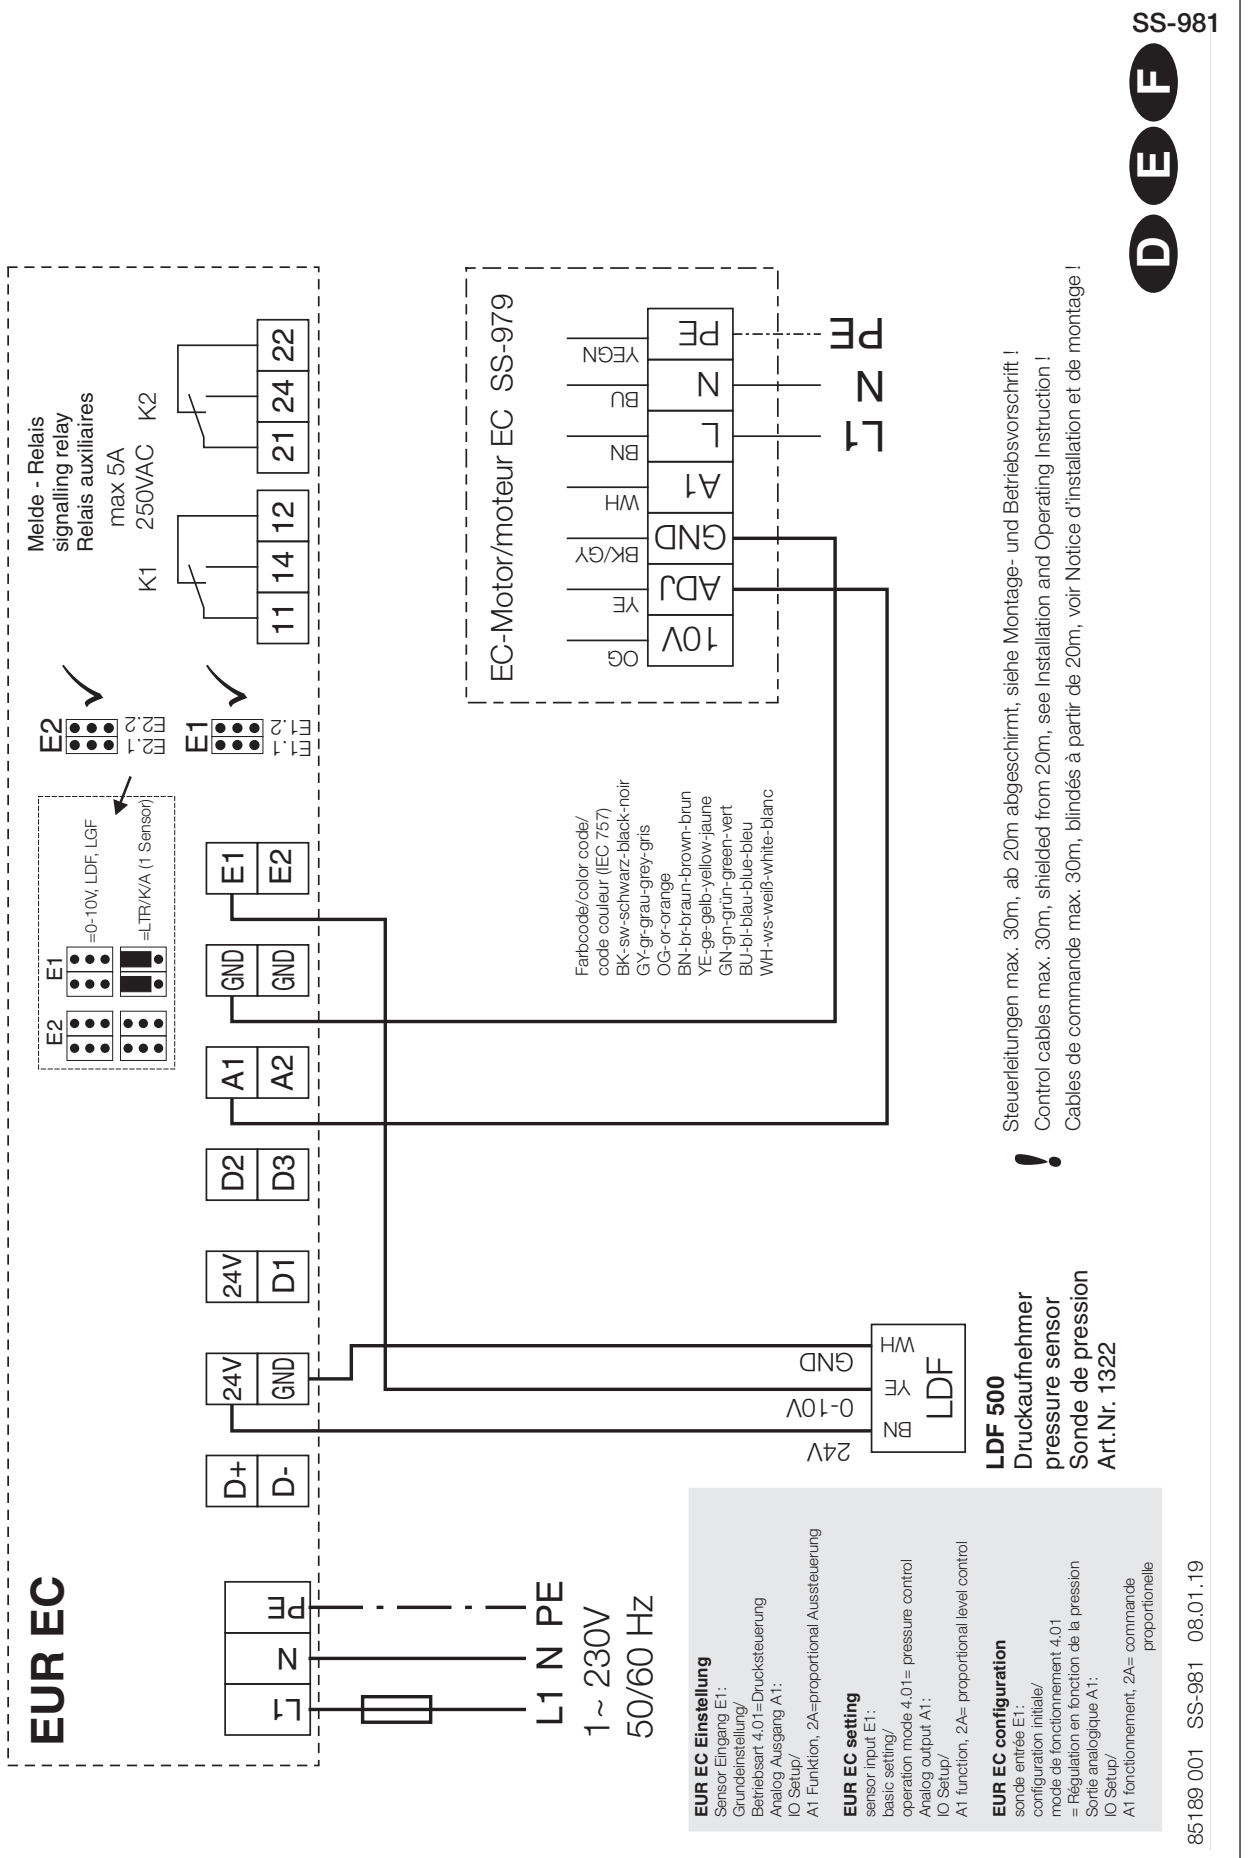 SS-981
D E F
EUR EC
Melde - Relais
signalling relay
Relais auxiliaires
max 5A
250VAC
K1
K2
E2
E2.1
E2.2
E1
E1.1
E1.2
E2 E1
=0-10V, LDF, LGF
=LTR/K/A (1 Sensor)
L1 N PE
D+ 24V 24V D2 A1 GND E1 11 14 12 21 24 22
D- GND D1 D3 A2 GND E2
L1 N PE
1~ 230V
50/60 Hz
EC-Motor/moteur EC SS-979
OG YE BK/GY WH BN BU YEGN
10V ADJ GND A1 L N PE
L1 N PE
Farbcode/color code/
code couleur (IEC 757)
BK-sw-schwarz-black-noir
GY-gr-grau-grey-gris
OG-or-orange
BN-br-braun-brown-brun
YE-ge-gelb-yellow-jaune
GN-gn-grün-green-vert
BU-bl-blau-blue-bleu
WH-ws-weiß-white-blanc
24V 0-10V GND
BN YE WH
LDF
LDF 500
Druckaufnehmer
pressure sensor
Sonde de pression
Art.Nr. 1322
!
Steuerleitungen max. 30m, ab 20m abgeschirmt, siehe Montage- und Betriebsvorschrift !
Control cables max. 30m, shielded from 20m, see Installation and Operating Instruction !
Cables de commande max. 30m, blindés à partir de 20m, voir Notice d'installation et de montage !
EUR EC Einstellung
Sensor Eingang E1:
Grundeinstellung/
Betriebsart 4.01=Drucksteuerung
Analog Ausgang A1:
IO Setup/
A1 Funktion, 2A=proportional Aussteuerung
EUR EC setting
sensor input E1:
basic setting/
operation mode 4.01= pressure control
Analog output A1:
IO Setup/
A1 function, 2A= proportional level control
EUR EC configuration
sonde entrée E1:
configuration initiale/
mode de fonctionnement 4.01
= Régulation en fonction de la pression
Sortie analogique A1:
IO Setup/
A1 fonctionnement, 2A= commande
proportionelle
85189 001 SS-981 08.01.19